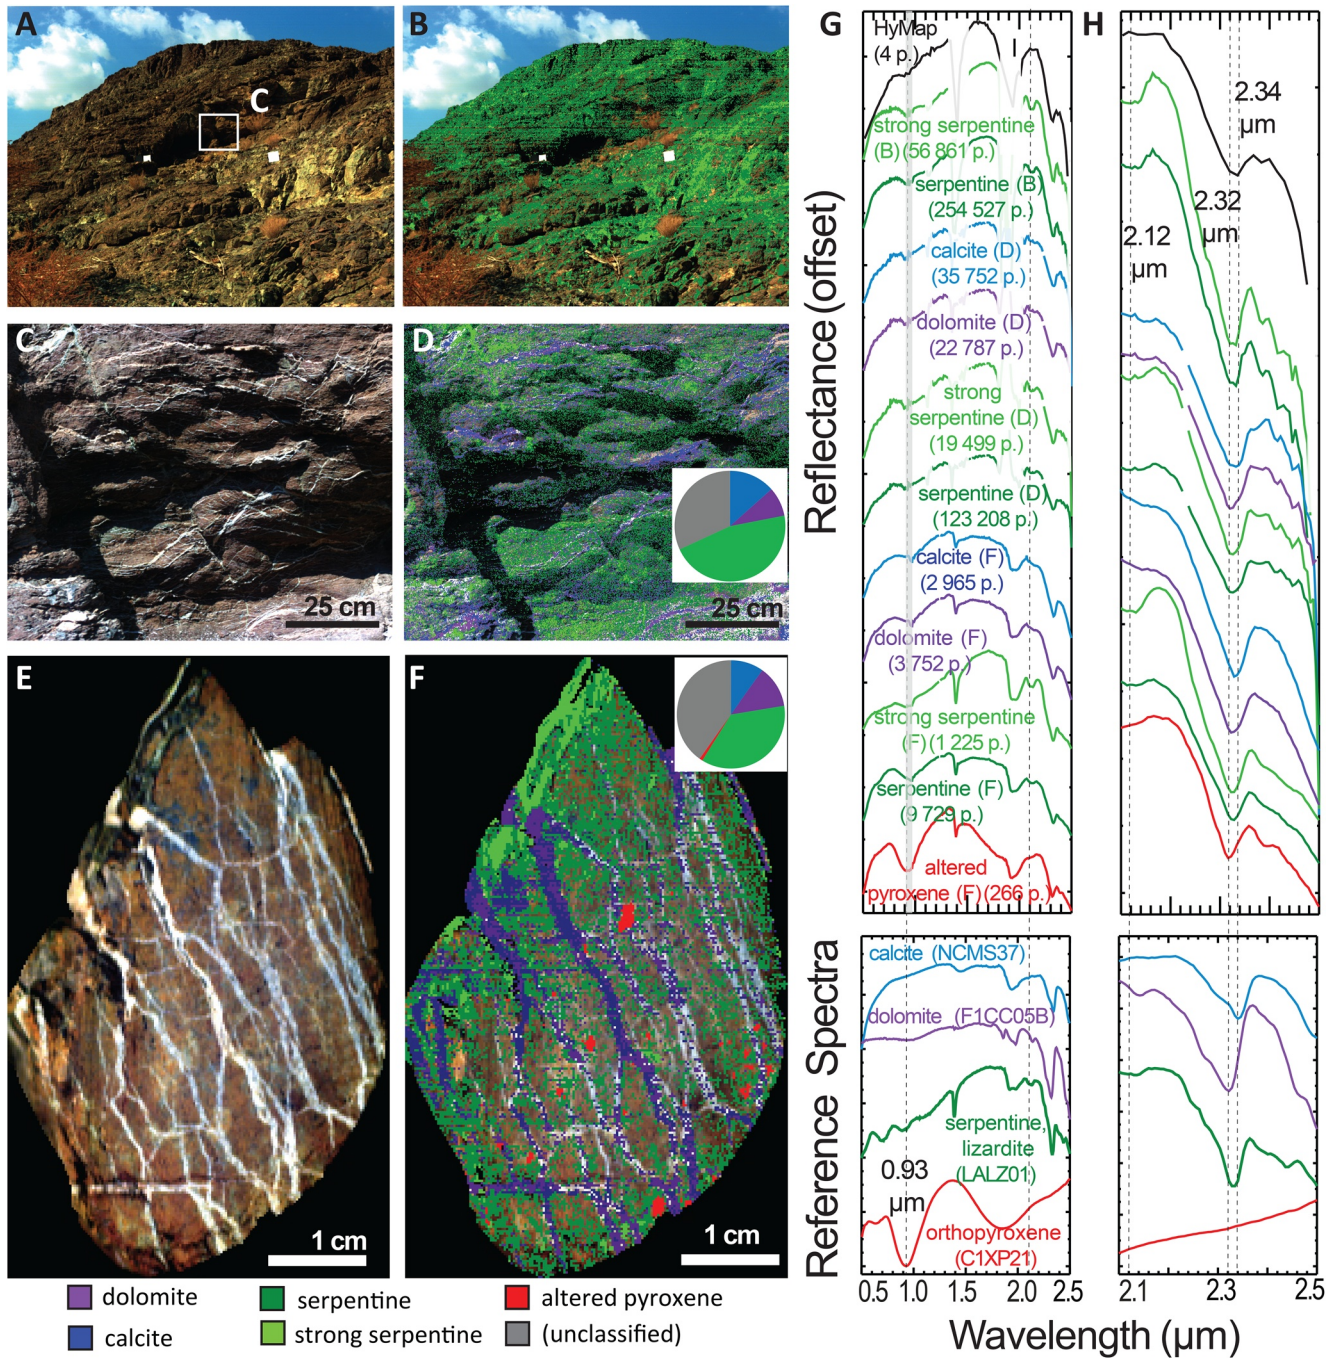 A
C
B
C
25 cm
D
25 cm
E
1 cm
F
1 cm
dolomite
serpentine
altered pyroxene
calcite
strong serpentine
(unclassified)
G
Reflectance (offset)
HyMap
(4 p.)
strong serpentine
(B) (56 861 p.)
serpentine (B)
(254 527 p.)
calcite (D)
(35 752 p.)
dolomite (D)
(22 787 p.)
strong
serpentine (D)
(19 499 p.)
serpentine (D)
(123 208 p.)
calcite (F)
(2 965 p.)
dolomite (F)
(3 752 p.)
strong serpentine
(F) (1 225 p.)
serpentine (F)
(9 729 p.)
altered
pyroxene (F) (266 p.)
H
2.34
µm
2.32
µm
2.12
µm
Reference Spectra
calcite (NCMS37)
dolomite (F1CC05B)
serpentine,
lizardite
(LALZ01)
0.93
µm
orthopyroxene
(C1XP21)
0.5 1.0 1.5 2.0 2.5
2.1 2.3 2.5
Wavelength (µm)